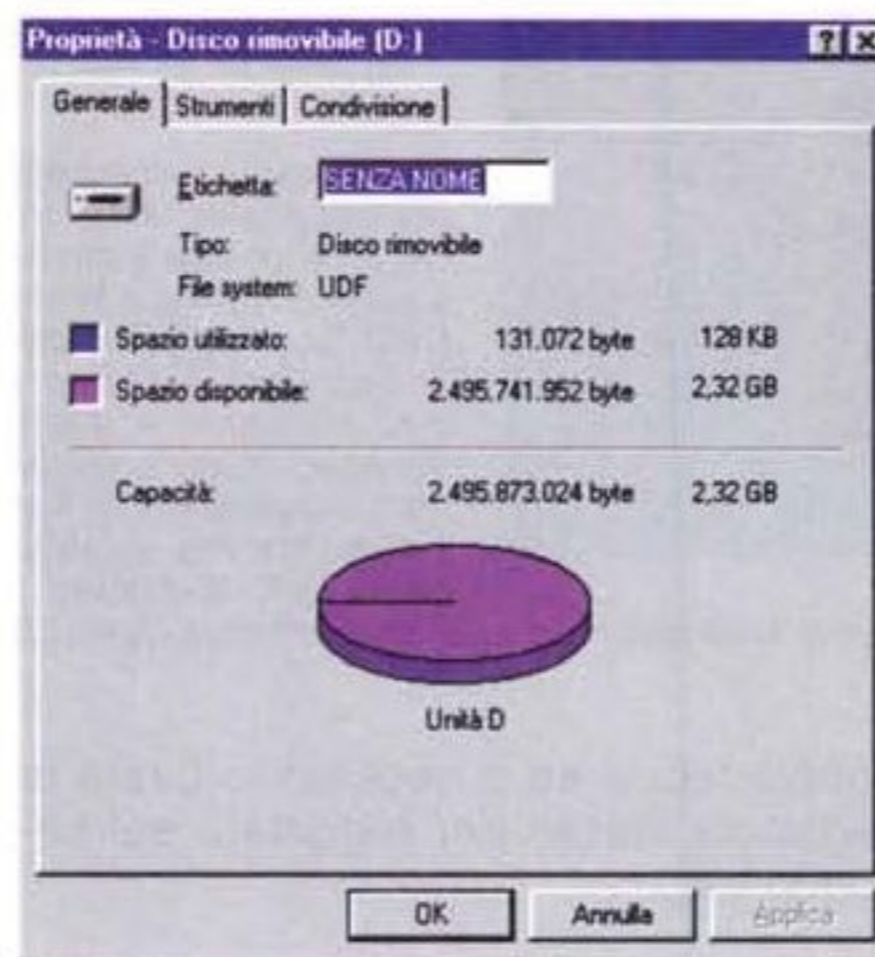 Proprietà - Disco rimovibile (D:)
Generale Strumenti Condivisione
Etichetta: SENZA NOME
Tipo: Disco rimovibile
File system: UDF
Spazio utilizzato: 131.072 byte 128 KB
Spazio disponibile: 2.495.741.952 byte 2,32 GB
Capacità: 2.495.873.024 byte 2,32 GB
Unità D
OK Annulla Applica